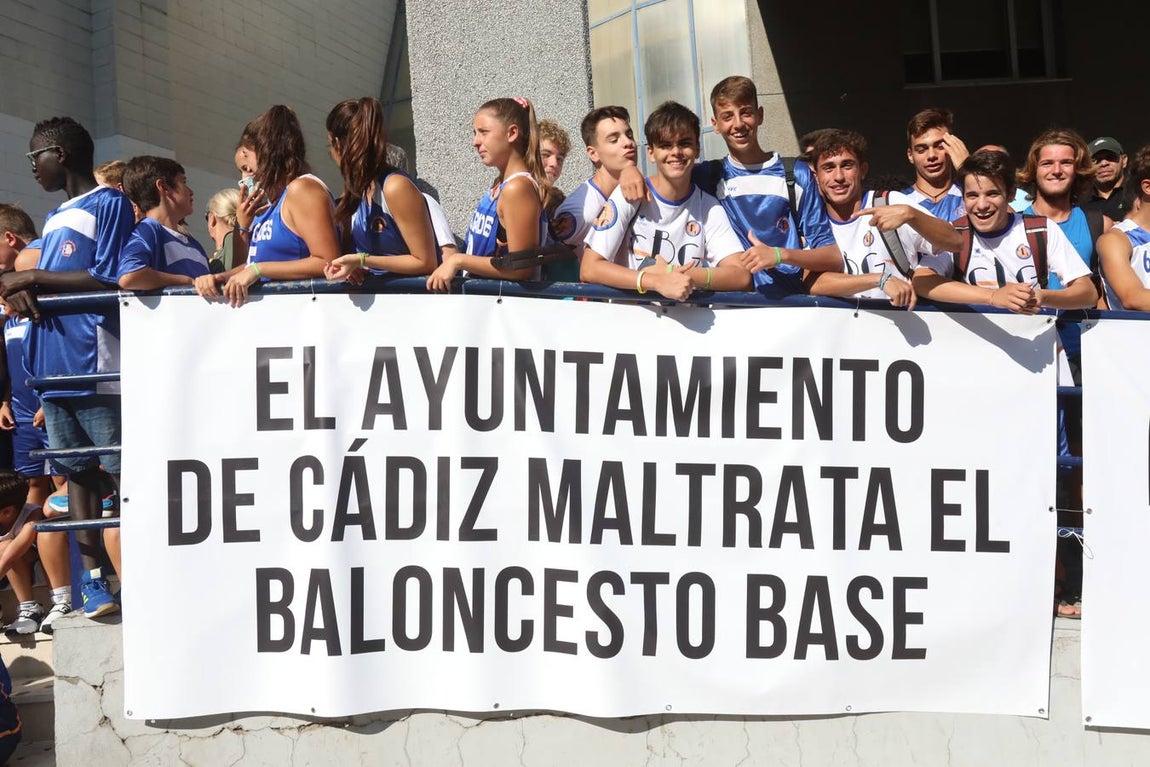 EL AYUNTAMIENTO
DE CÁDIZ MALTRATA EL
BALONCESTO BASE